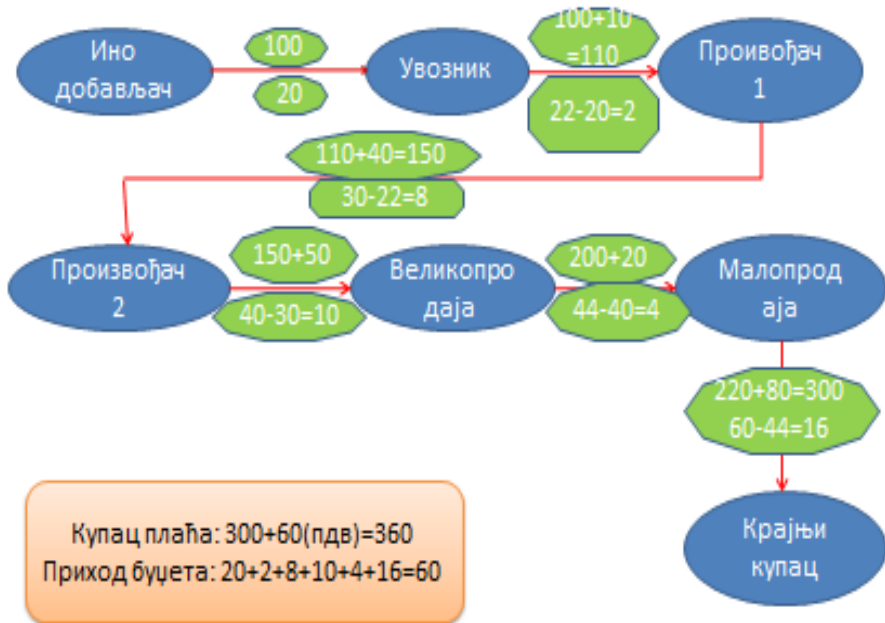 Ино
добављач
100
20
Увозник
100+10
=110
22-20=2
Проивођач
1
110+40=150
30-22=8
Произвођач
2
150+50
40-30=10
Великопро
даја
200+20
44-40=4
Малопрод
аја
220+80=300
60-44=16
Крајњи
купац
Купац плаћа: 300+60(пдв)=360
Приход буџета: 20+2+8+10+4+16=60